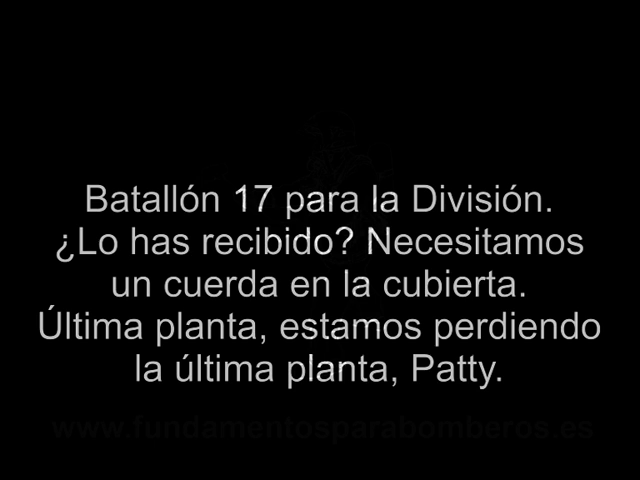 Batallón 17 para la División.
¿Lo has recibido? Necesitamos
un cuerda en la cubierta.
Última planta, estamos perdiendo
la última planta, Patty.
www.fundamentosparabomberos.es